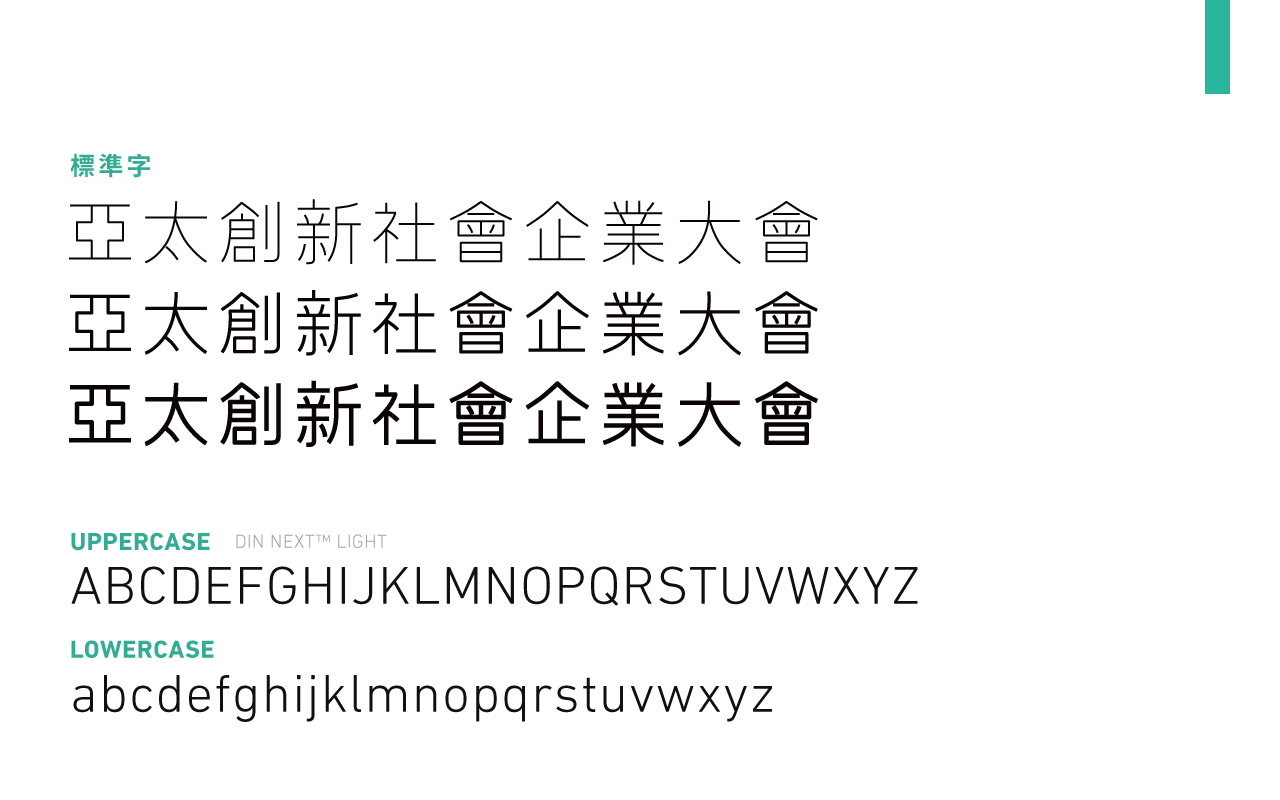 標準字
亞太創新社會企業大會
亞太創新社會企業大會
亞太創新社會企業大會
UPPERCASE DIN NEXT™ LIGHT
ABCDEFGHIJKLMNOPQRSTUVWXYZ
LOWERCASE
abcdefghijklmnopqrstuvwxyz